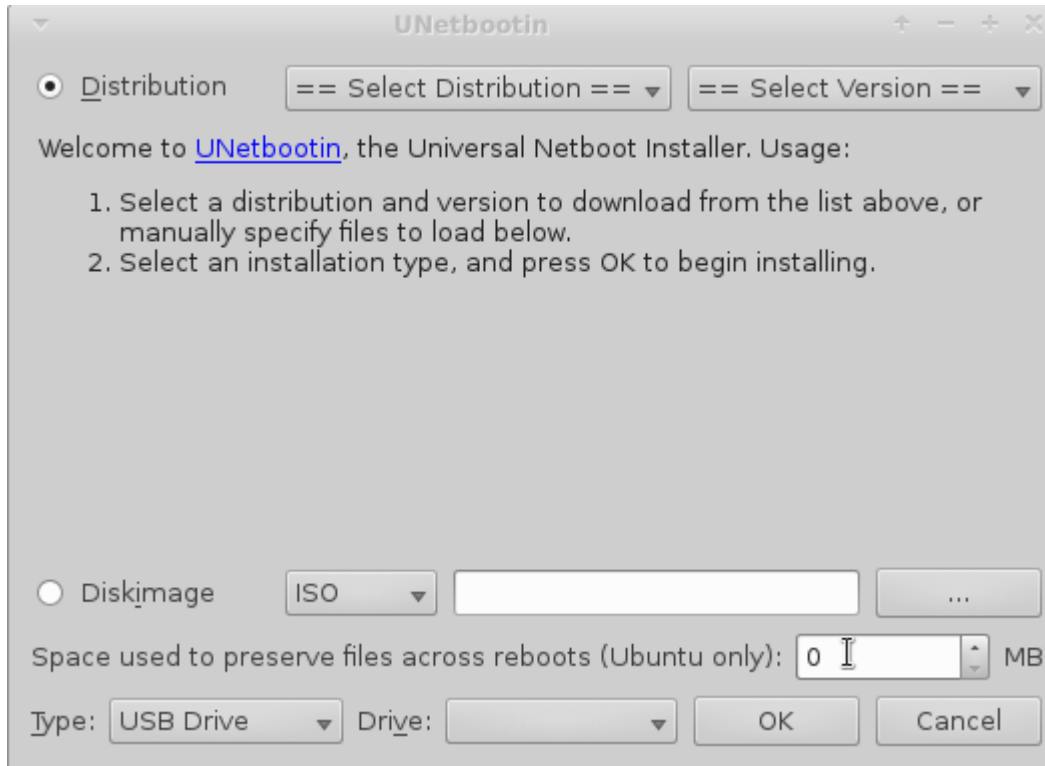 UNetbootin
Distribution == Select Distribution == == Select Version ==
Welcome to UNetbootin, the Universal Netboot Installer. Usage:
1. Select a distribution and version to download from the list above, or
manually specify files to load below.
2. Select an installation type, and press OK to begin installing.
Diskimage ISO ...
Space used to preserve files across reboots (Ubuntu only): 0 MB
Type: USB Drive Drive: OK Cancel